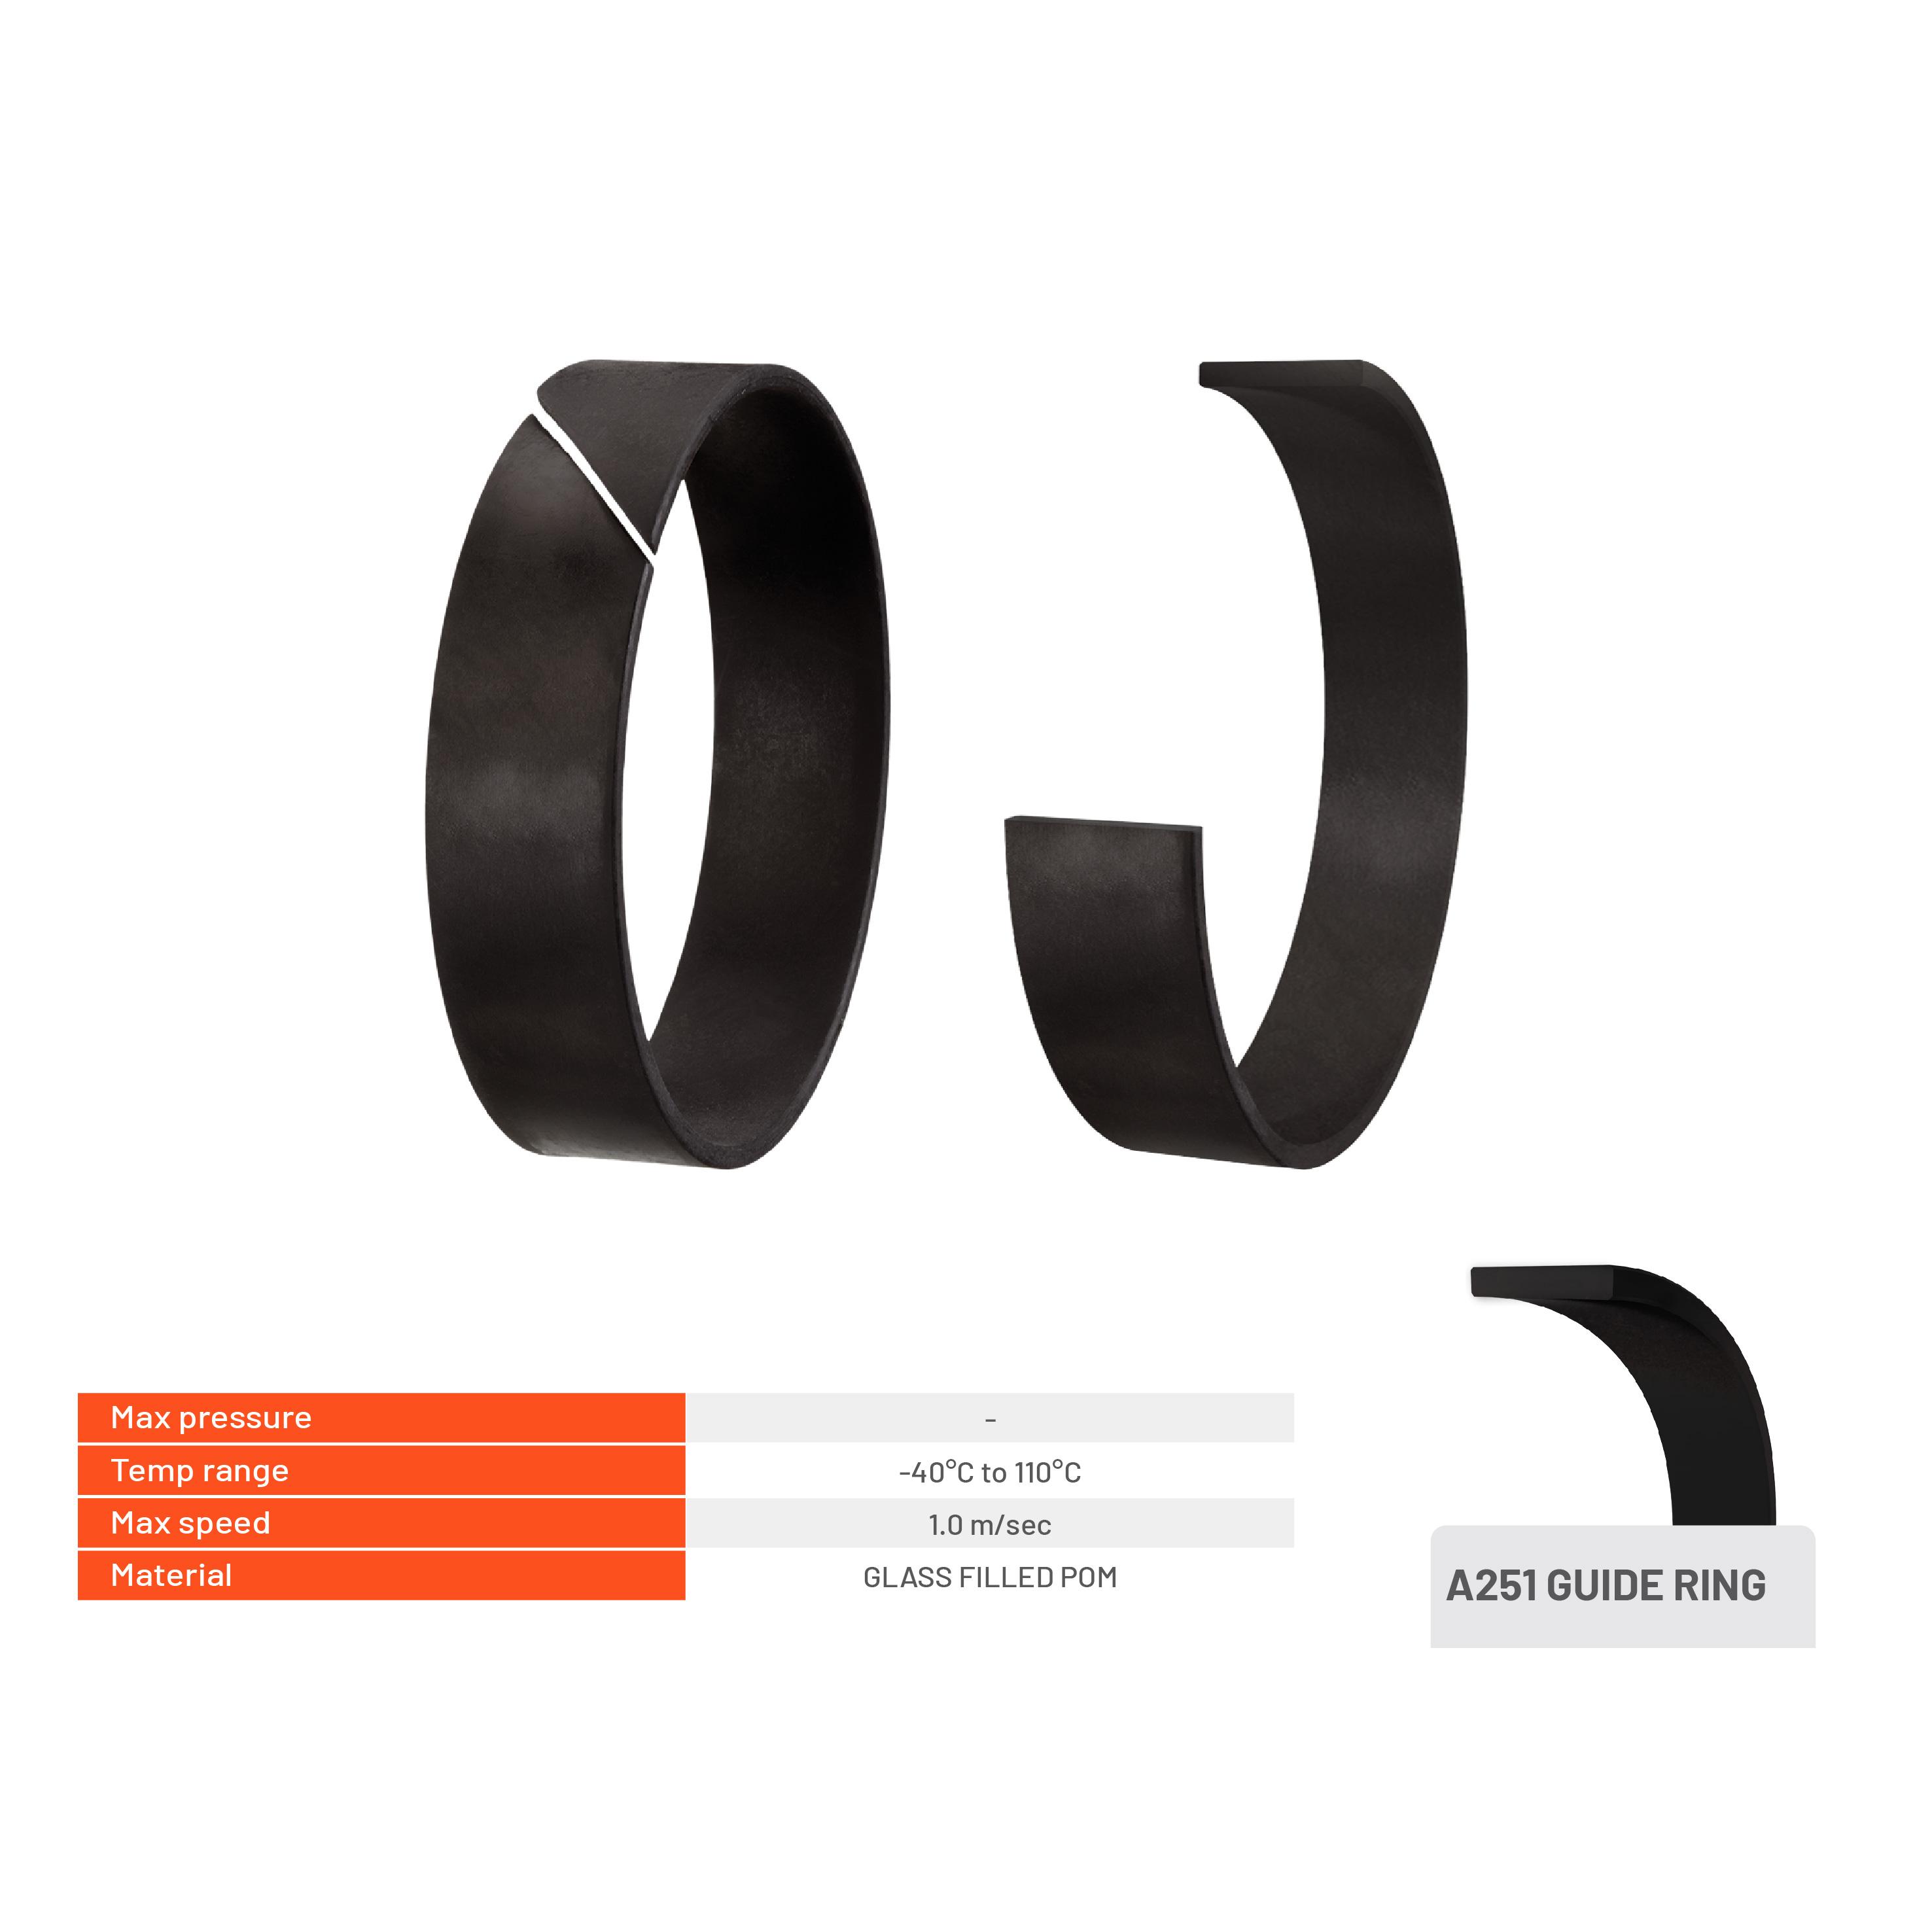 Max pressure -
Temp range -40°C to 110°C
Max speed 1.0 m/sec
Material GLASS FILLED POM
A251 GUIDE RING